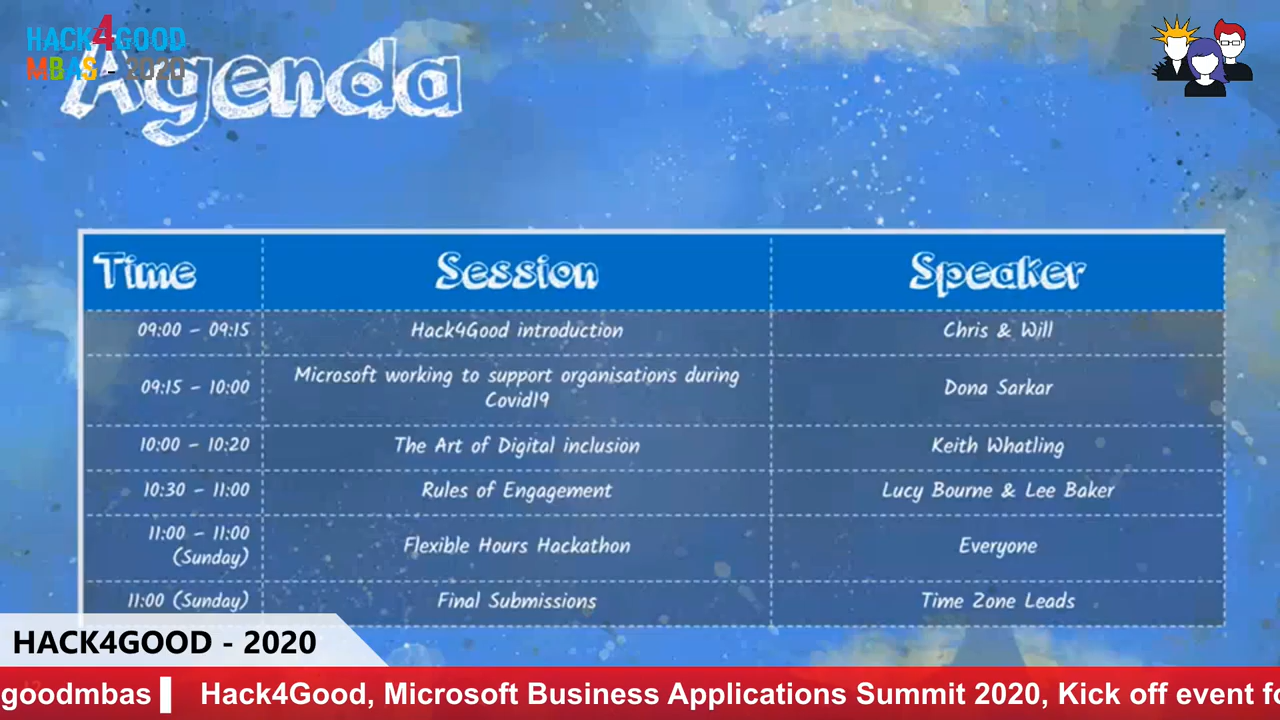 HACK4GOOD
MBAS - 2020
Agenda
Time Session Speaker
09:00 – 09:15 Hack4Good introduction Chris & Will
09:15 – 10:00 Microsoft working to support organisations during
Covid19 Dona Sarkar
10:00 – 10:20 The Art of Digital inclusion Keith Whatling
10:30 – 11:00 Rules of Engagement Lucy Bourne & Lee Baker
11:00 – 11:00
(Sunday) Flexible Hours Hackathon Everyone
11:00 (Sunday) Final Submissions Time Zone Leads
HACK4GOOD - 2020
goodmbas ▌ Hack4Good, Microsoft Business Applications Summit 2020, Kick off event fo